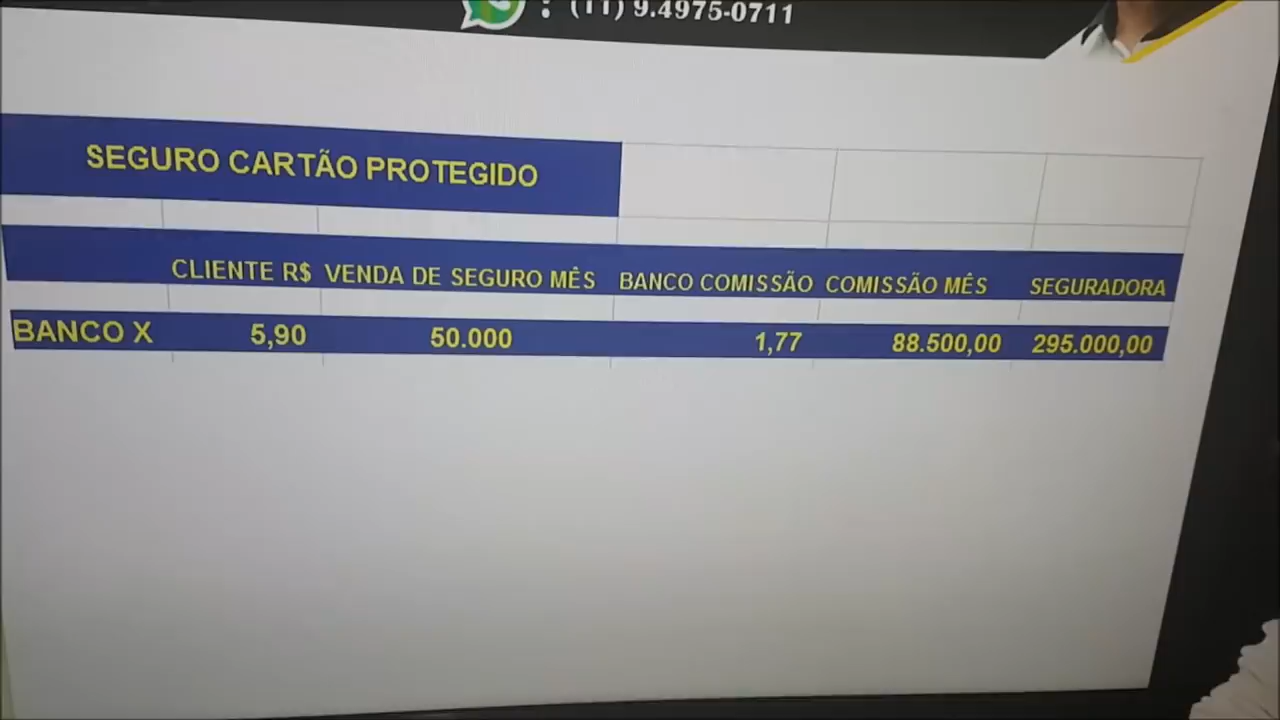 : (11) 9.4975-0711
SEGURO CARTÃO PROTEGIDO
CLIENTE R$ VENDA DE SEGURO MÊS BANCO COMISSÃO COMISSÃO MÊS SEGURADORA
BANCO X 5,90 50.000 1,77 88.500,00 295.000,00